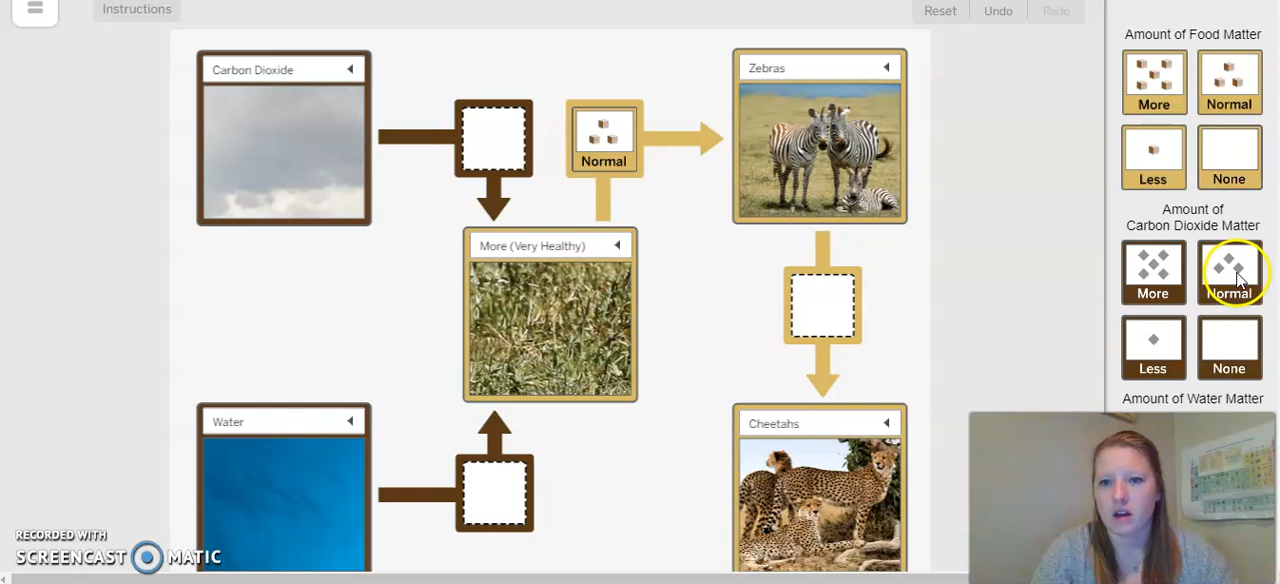 Instructions
Reset
Undo
Redo
Carbon Dioxide
Normal
Zebras
More (Very Healthy)
Water
Cheetahs
Amount of Food Matter
More
Normal
Less
None
Amount of
Carbon Dioxide Matter
More
Normal
Less
None
Amount of Water Matter
RECORDED WITH
SCREENCAST MATIC